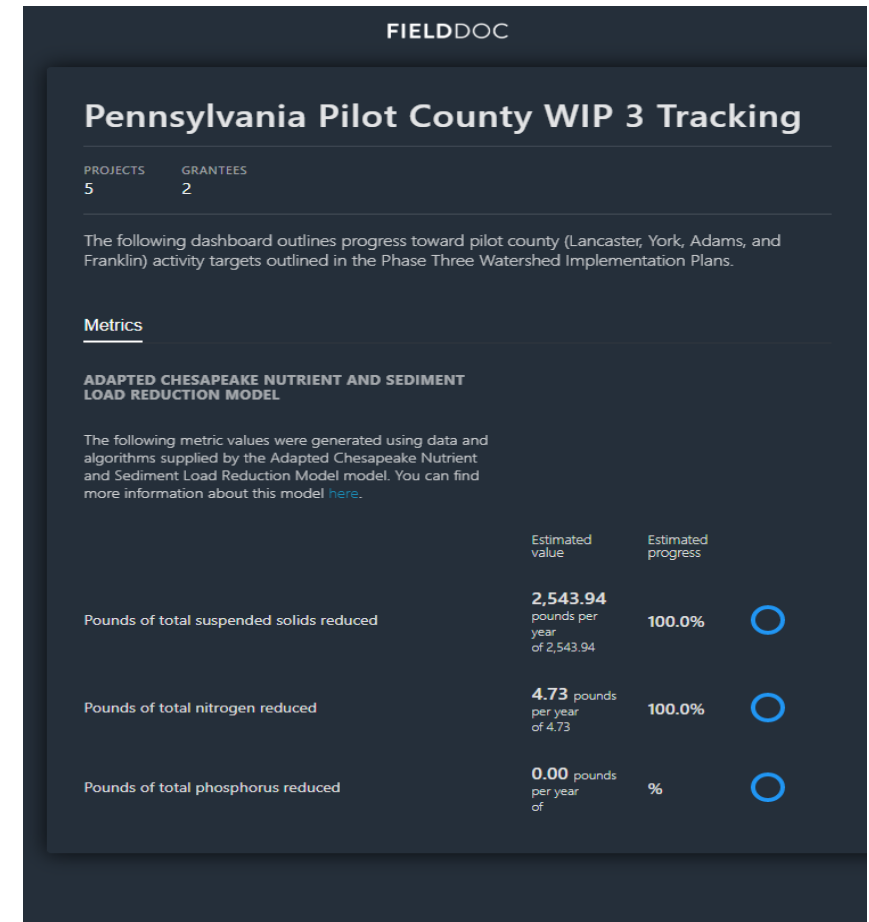 FIELDDOC
Pennsylvania Pilot County WIP 3 Tracking
PROJECTS GRANTEES
5 2
The following dashboard outlines progress toward pilot county (Lancaster, York, Adams, and
Franklin) activity targets outlined in the Phase Three Watershed Implementation Plans.
Metrics
ADAPTED CHESAPEAKE NUTRIENT AND SEDIMENT
LOAD REDUCTION MODEL
The following metric values were generated using data and
algorithms supplied by the Adapted Chesapeake Nutrient
and Sediment Load Reduction Model model. You can find
more information about this model here.
Estimated
value
Estimated
progress
Pounds of total suspended solids reduced
2,543.94
pounds per
year
of 2,543.94
100.0%
Pounds of total nitrogen reduced
4.73 pounds
per year
of 4.73
100.0%
Pounds of total phosphorus reduced
0.00 pounds
per year
of
%